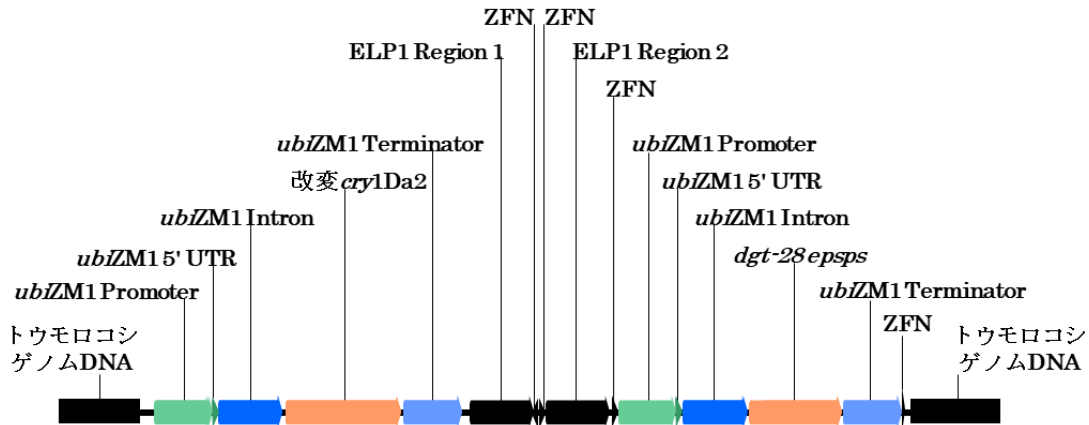 ZFN ZFN
ELP1 Region 1
ELP1 Region 2
ZFN
ubiZM1 Terminator
改変cry1Da2
ubiZM1 Intron
ubiZM1 5' UTR
ubiZM1 Promoter
トウモロコシ
ゲノムDNA
ubiZM1 Promoter
ubiZM1 5' UTR
ubiZM1 Intron
dgt-28 epsps
ubiZM1 Terminator
ZFN
トウモロコシ
ゲノムDNA